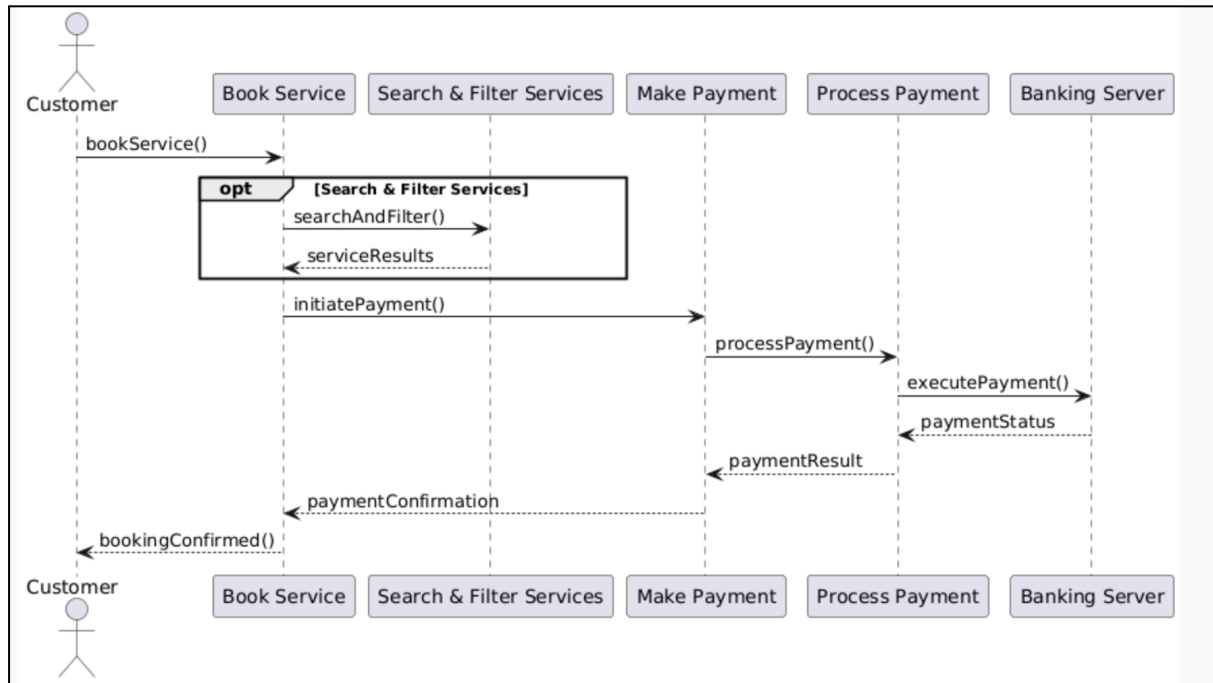 Customer
Book Service
Search & Filter Services
Make Payment
Process Payment
Banking Server
bookService()
opt
[Search & Filter Services]
searchAndFilter()
serviceResults
initiatePayment()
processPayment()
executePayment()
paymentStatus
paymentResult
paymentConfirmation
bookingConfirmed()
Customer
Book Service
Search & Filter Services
Make Payment
Process Payment
Banking Server